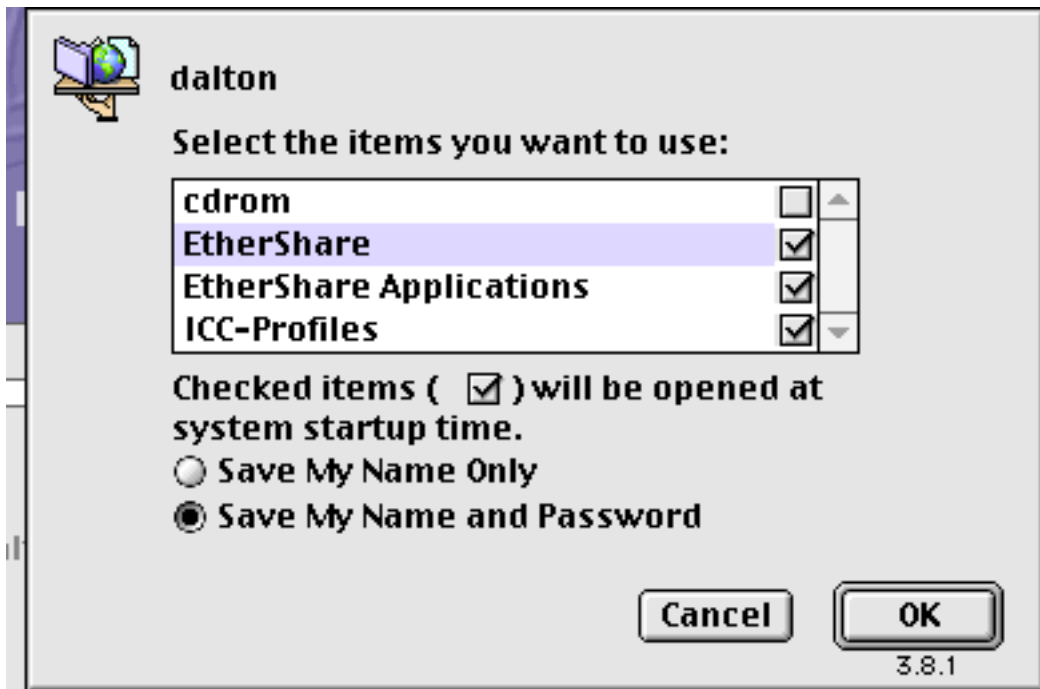 dalton
Select the items you want to use:
cdrom
EtherShare
EtherShare Applications
ICC-Profiles
Checked items ( ) will be opened at
system startup time.
Save My Name Only
Save My Name and Password
Cancel
OK
3.8.1